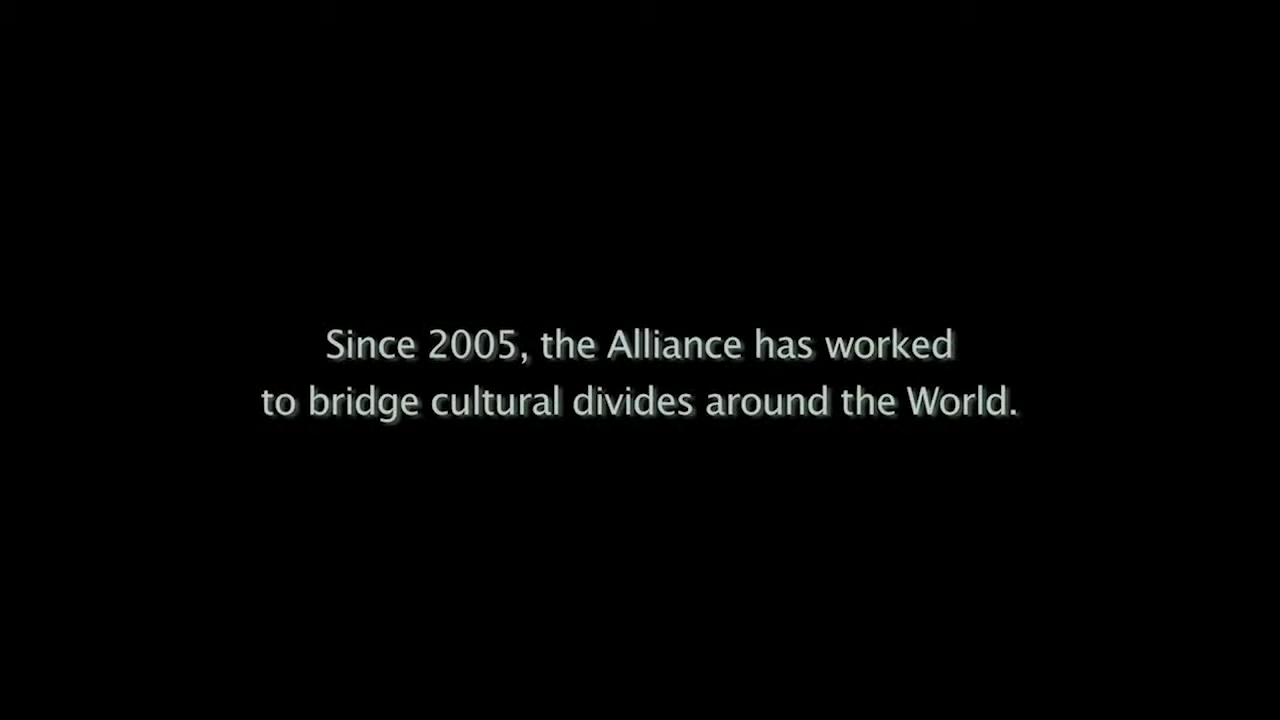 Since 2005, the Alliance has worked
to bridge cultural divides around the World.